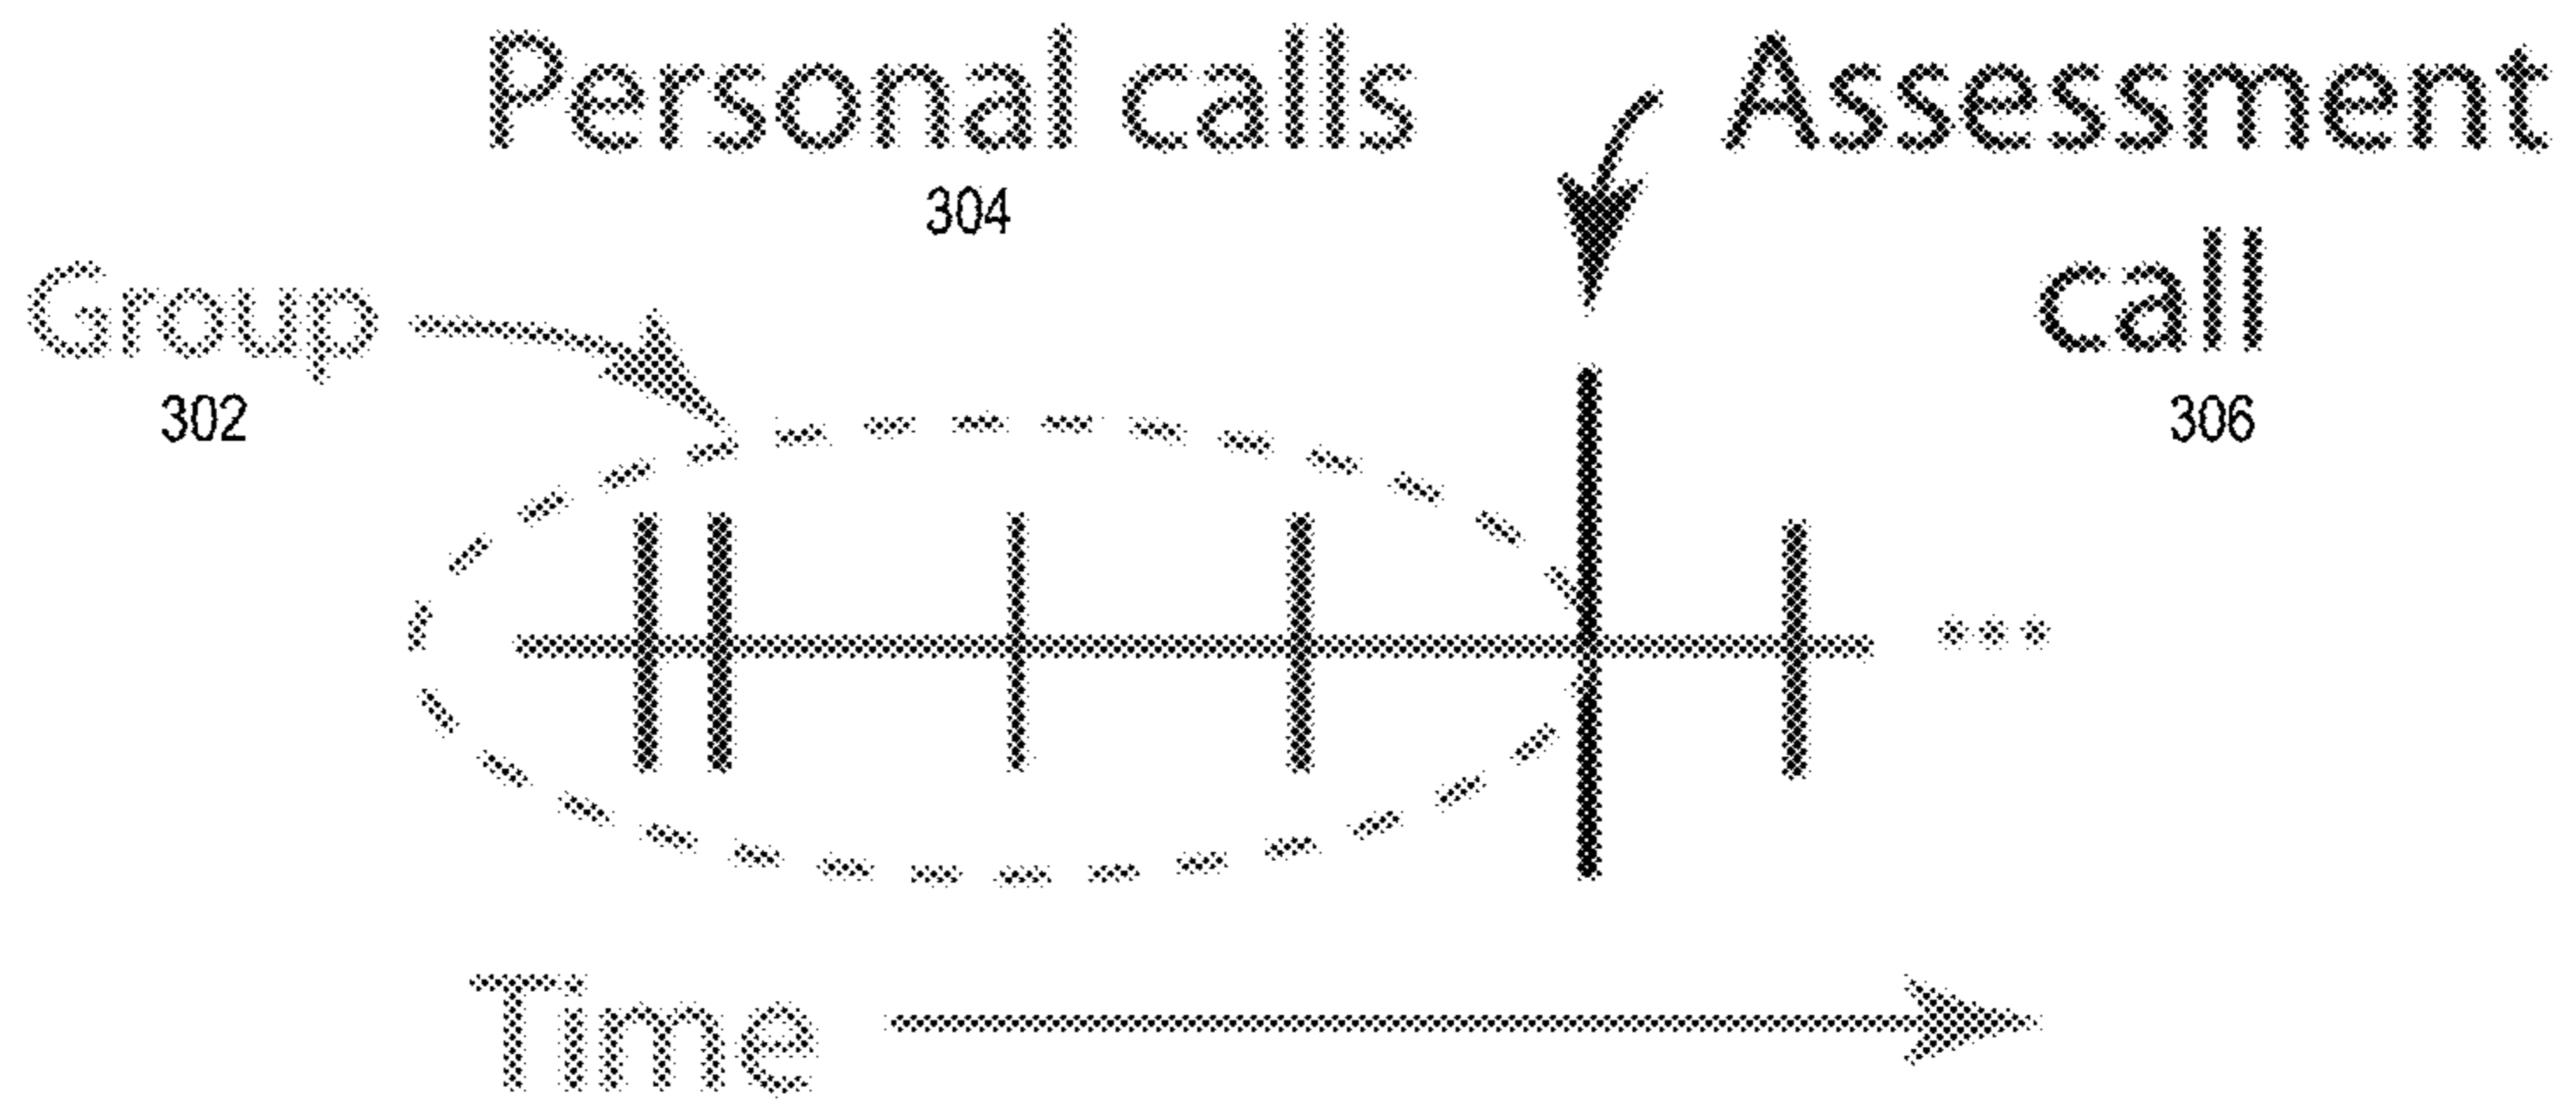 Personal calls
304
Assessment
call
306
Group
302
Time